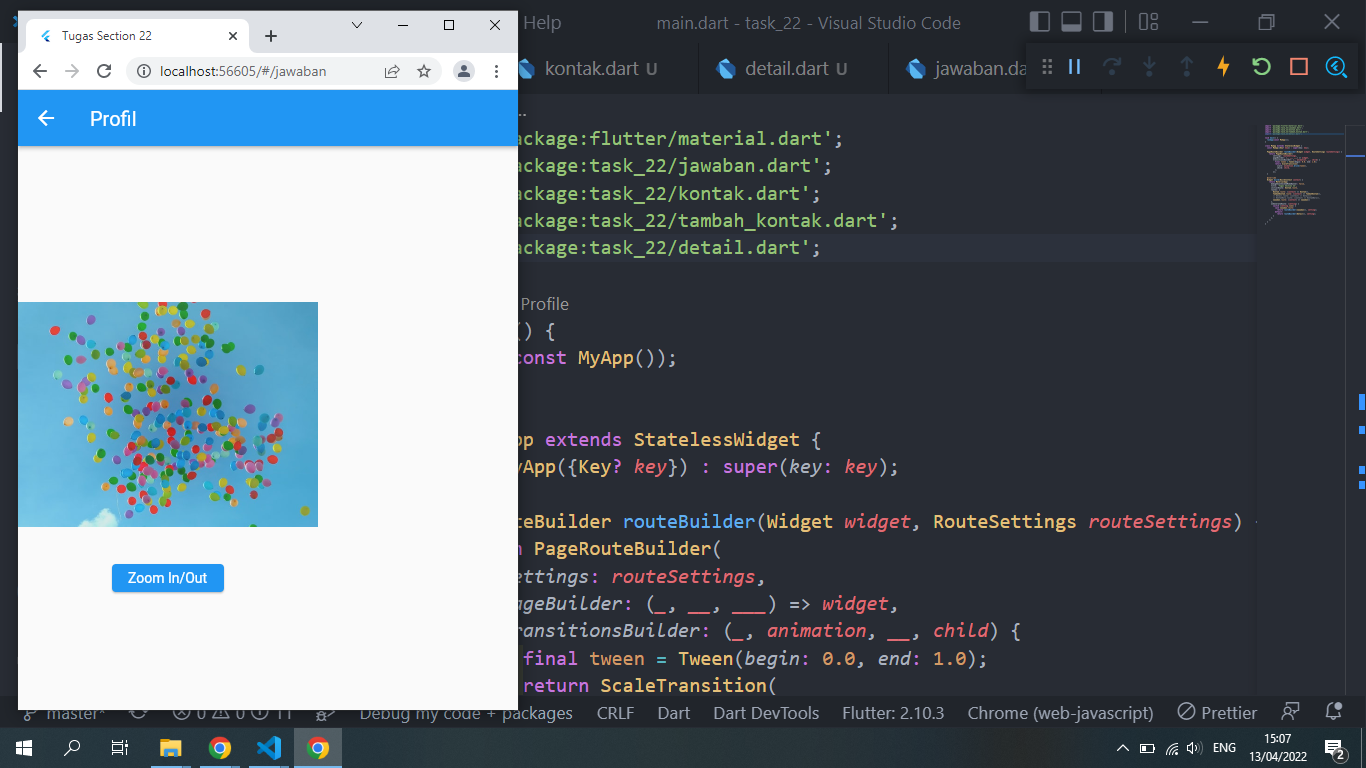 Tugas Section 22
Help
main.dart - task_22 - Visual Studio Code
localhost:56605/#/jawaban
kontak.dart U
detail.dart U
jawaban.da
Profil
ackage:flutter/material.dart';
ackage:task_22/jawaban.dart';
ackage:task_22/kontak.dart';
ackage:task_22/tambah_kontak.dart';
ackage:task_22/detail.dart';
Profile
() {
const MyApp());
pp extends StatelessWidget {
yApp({Key? key}) : super(key: key);
teBuilder routeBuilder(Widget widget, RouteSettings routeSettings)
n PageRouteBuilder(
ettings: routeSettings,
ageBuilder: (_, __, ___) => widget,
ransitionsBuilder: (_, animation, __, child) {
final tween = Tween(begin: 0.0, end: 1.0);
return ScaleTransition(
Zoom In/Out
master*
0
0
11
Debug my code + packages
CRLF
Dart
Dart DevTools
Flutter: 2.10.3
Chrome (web-javascript)
Prettier
ENG
15:07
13/04/2022
2